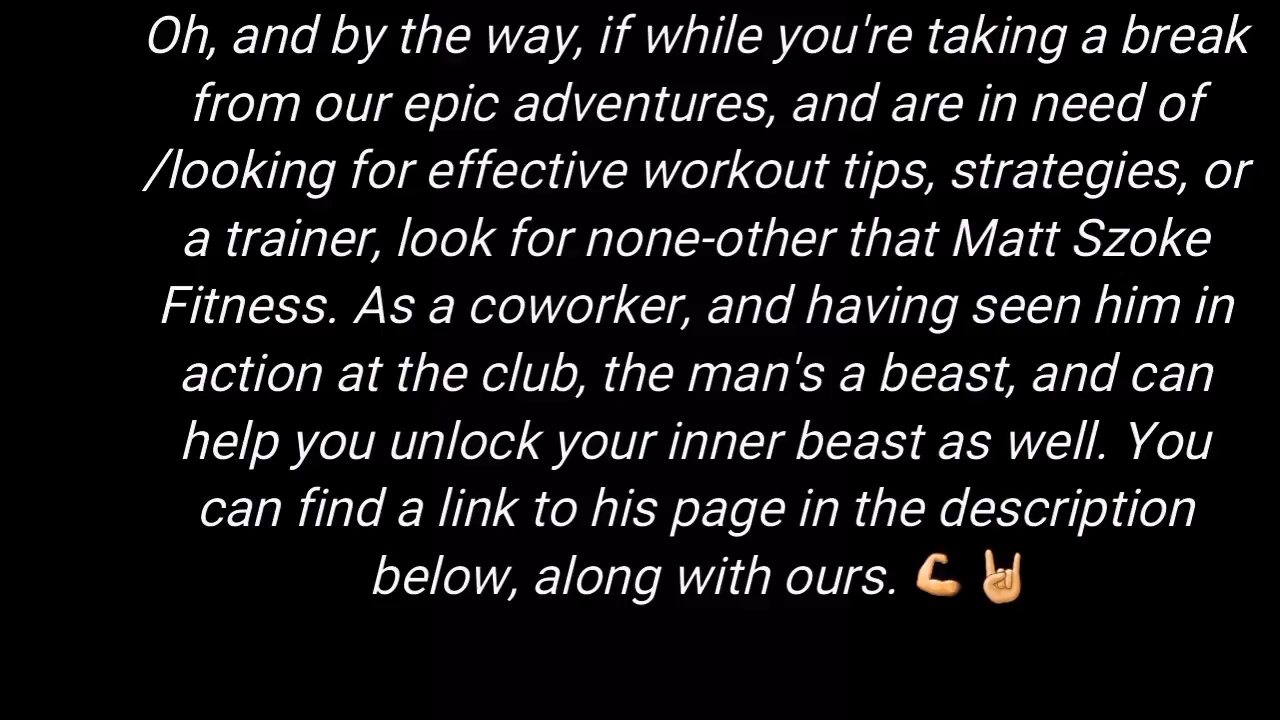 Oh, and by the way, if while you're taking a break
from our epic adventures, and are in need of
/looking for effective workout tips, strategies, or
a trainer, look for none-other that Matt Szoke
Fitness. As a coworker, and having seen him in
action at the club, the man's a beast, and can
help you unlock your inner beast as well. You
can find a link to his page in the description
below, along with ours. 💪🤘